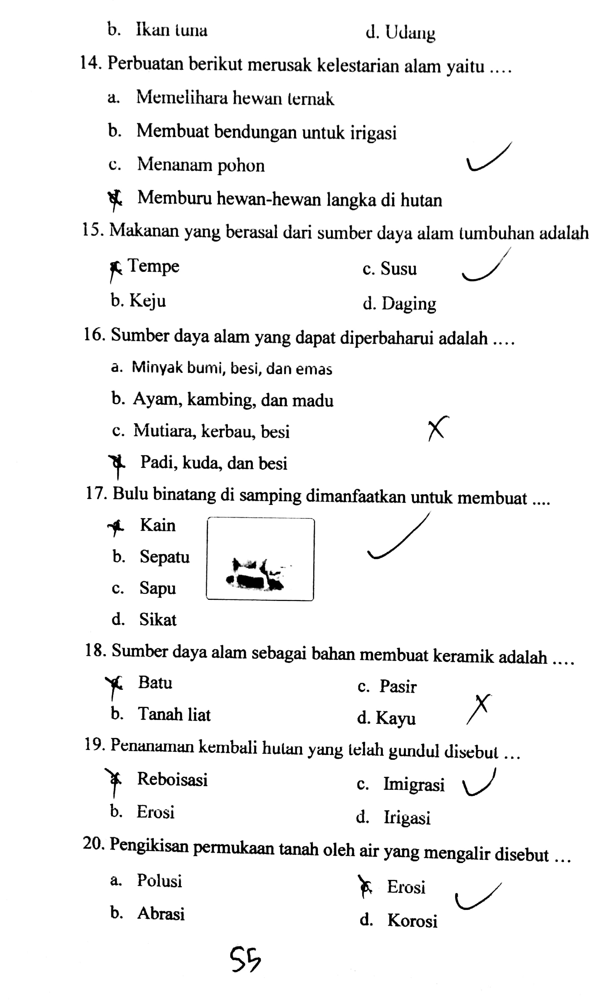 b. Ikan tuna d. Udang
14. Perbuatan berikut merusak kelestarian alam yaitu ....
a. Memelihara hewan ternak
b. Membuat bendungan untuk irigasi
c. Menanam pohon
d. Memburu hewan-hewan langka di hutan
15. Makanan yang berasal dari sumber daya alam tumbuhan adalah
a. Tempe c. Susu
b. Keju d. Daging
16. Sumber daya alam yang dapat diperbaharui adalah ....
a. Minyak bumi, besi, dan emas
b. Ayam, kambing, dan madu
c. Mutiara, kerbau, besi
d. Padi, kuda, dan besi
17. Bulu binatang di samping dimanfaatkan untuk membuat ....
a. Kain
b. Sepatu
c. Sapu
d. Sikat
18. Sumber daya alam sebagai bahan membuat keramik adalah ....
a. Batu c. Pasir
b. Tanah liat d. Kayu
19. Penanaman kembali hutan yang telah gundul disebut ...
a. Reboisasi c. Imigrasi
b. Erosi d. Irigasi
20. Pengikisan permukaan tanah oleh air yang mengalir disebut ...
a. Polusi c. Erosi
b. Abrasi d. Korosi
55